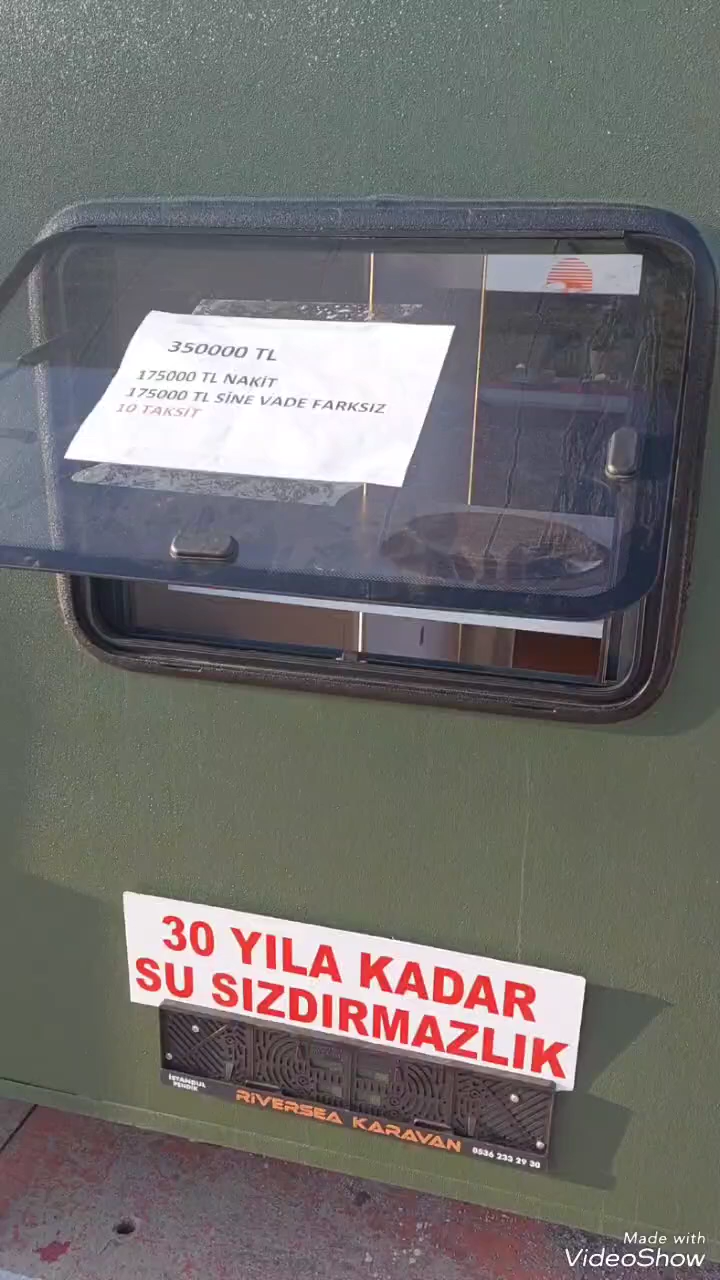 350000 TL
175000 TL NAKİT
175000 TL SİNE VADE FARKSIZ
10 TAKSİT
30 YILA KADAR
SU SIZDIRMAZLIK
İSTANBUL
PENDİK
RIVERSEA KARAVAN
0536 233 29 30
Made with
VideoShow